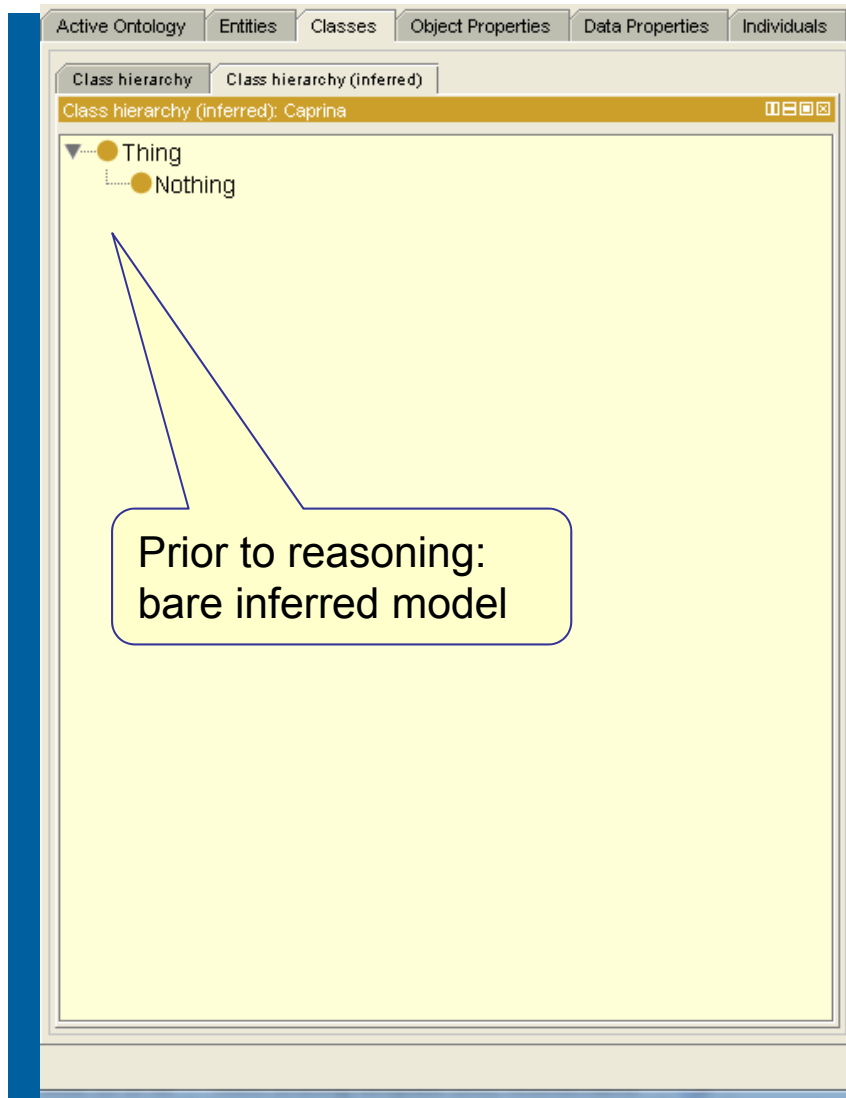 Active Ontology Entities Classes Object Properties Data Properties Individuals
Class hierarchy Class hierarchy (inferred)
Class hierarchy (inferred): Caprina
Thing
Nothing
Prior to reasoning:
bare inferred model